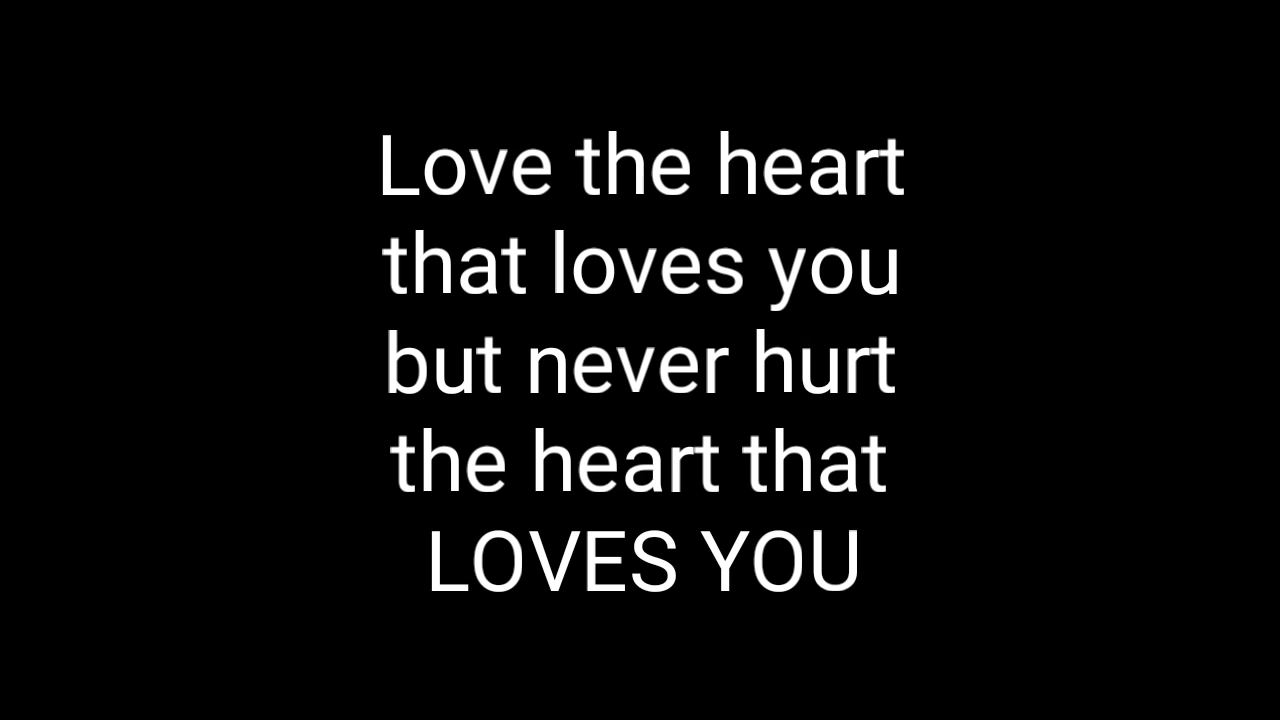 Love the heart
that loves you
but never hurt
the heart that
LOVES YOU